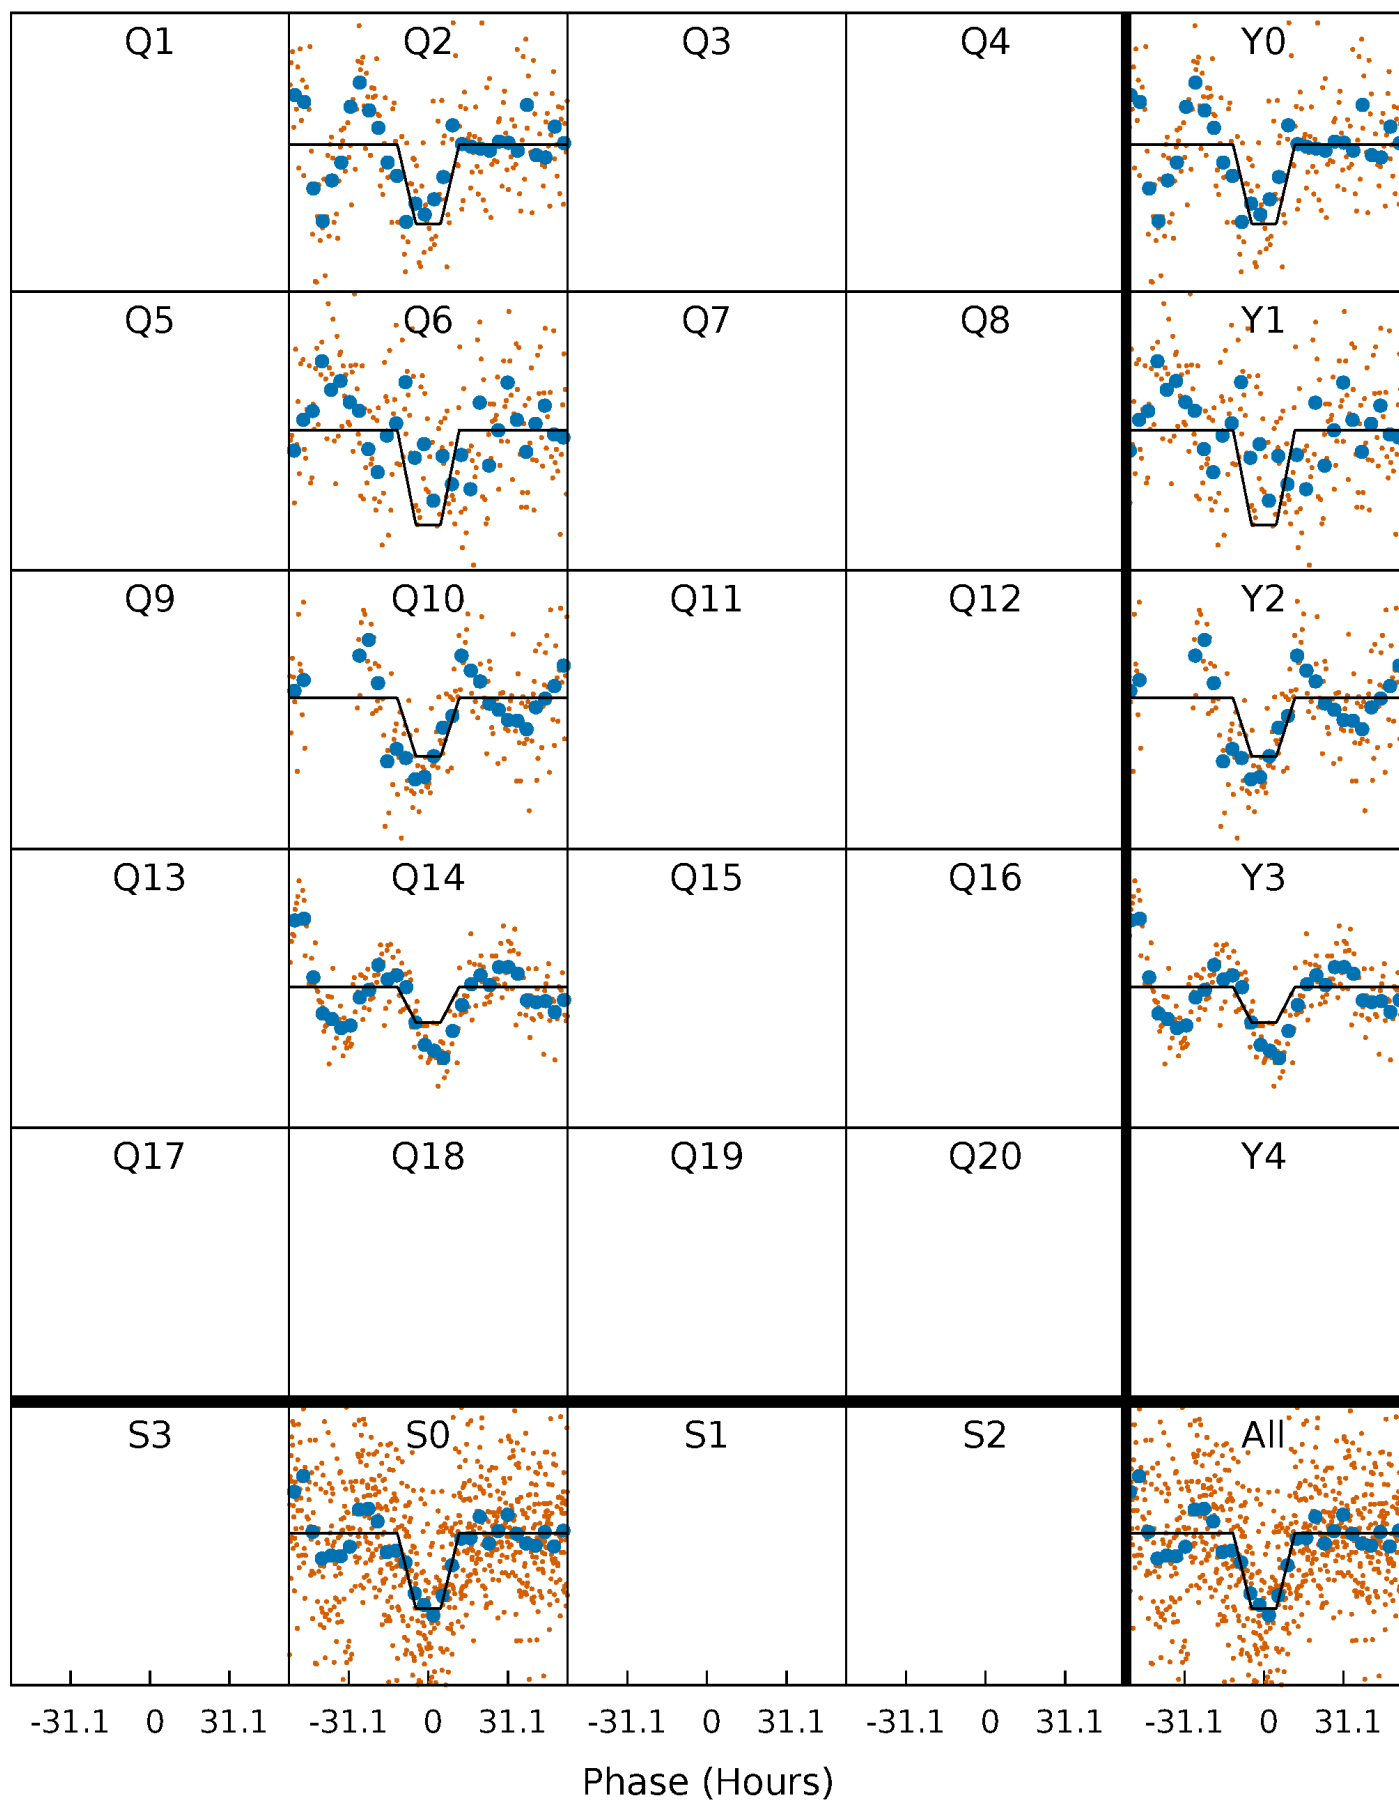 Q1 Q2 Q3 Q4 Y0
Q5 Q6 Q7 Q8 Y1
Q9 Q10 Q11 Q12 Y2
Q13 Q14 Q15 Q16 Y3
Q17 Q18 Q19 Q20 Y4
S3 S0 S1 S2 All
-31.1 0 31.1 -31.1 0 31.1 -31.1 0 31.1 -31.1 0 31.1 -31.1 0 31.1
Phase (Hours)